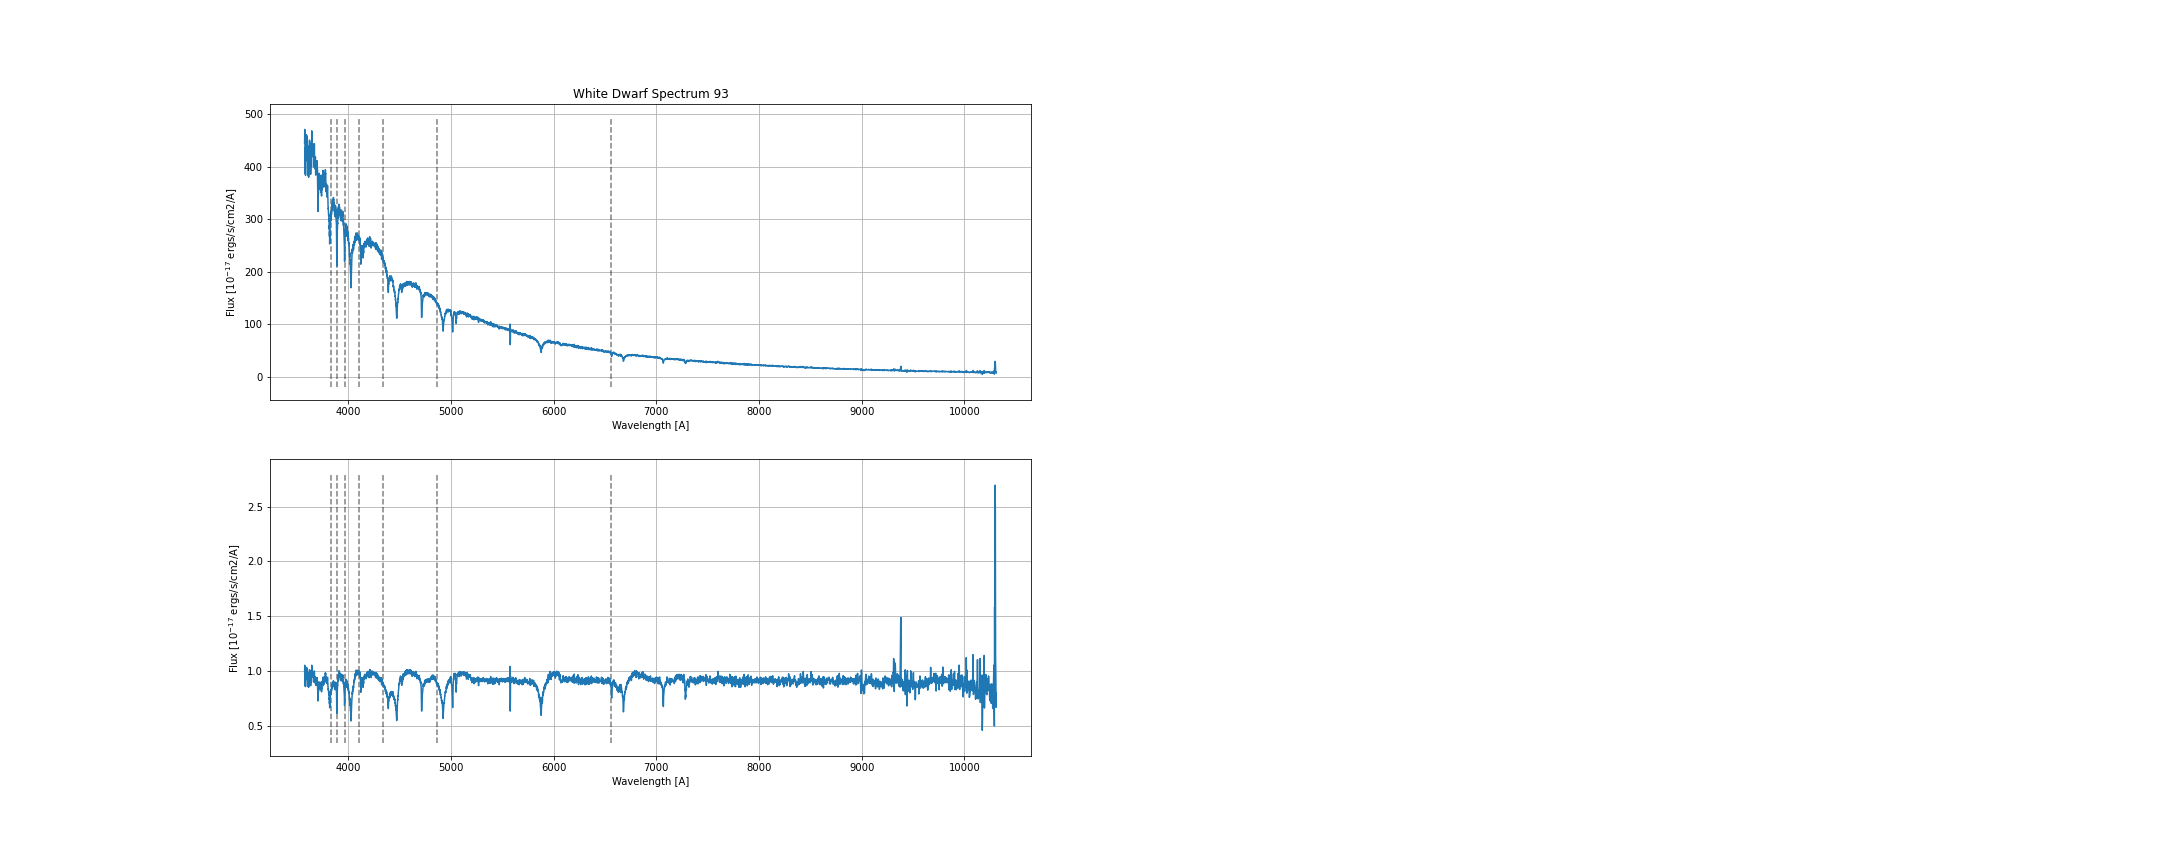 White Dwarf Spectrum 93
500
400
300
200
100
0
Flux [10⁻¹⁷ ergs/s/cm2/A]
4000 5000 6000 7000 8000 9000 10000
Wavelength [A]
2.5
2.0
1.5
1.0
0.5
Flux [10⁻¹⁷ ergs/s/cm2/A]
4000 5000 6000 7000 8000 9000 10000
Wavelength [A]